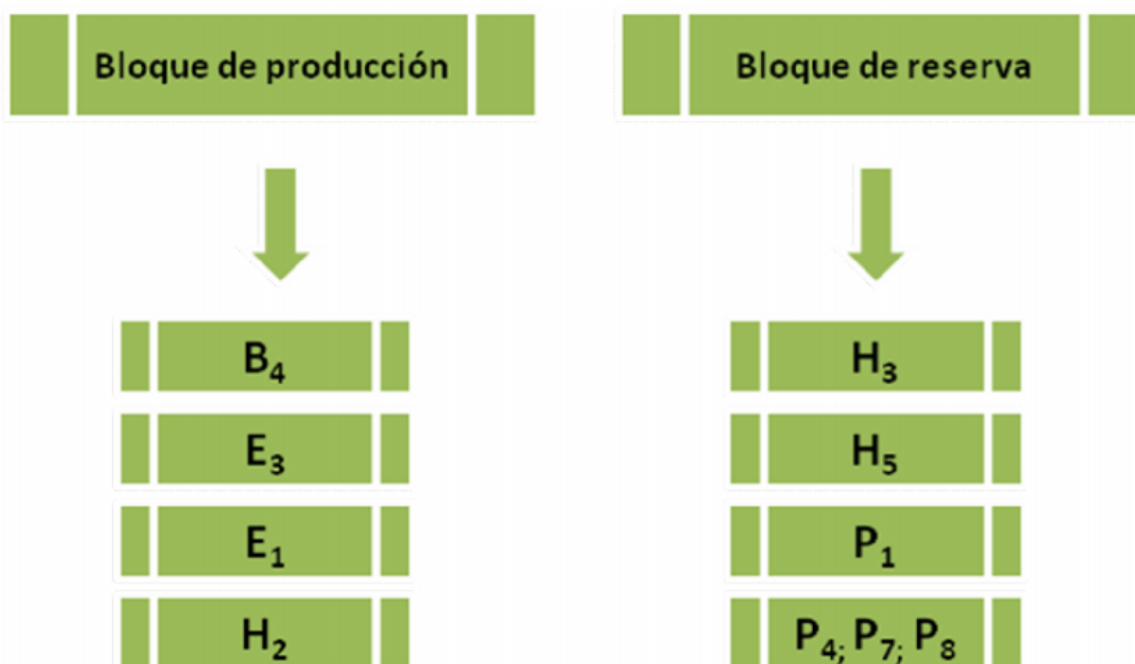 Bloque de producción
B₄
E₃
E₁
H₂
Bloque de reserva
H₃
H₅
P₁
P₄; P₇; P₈